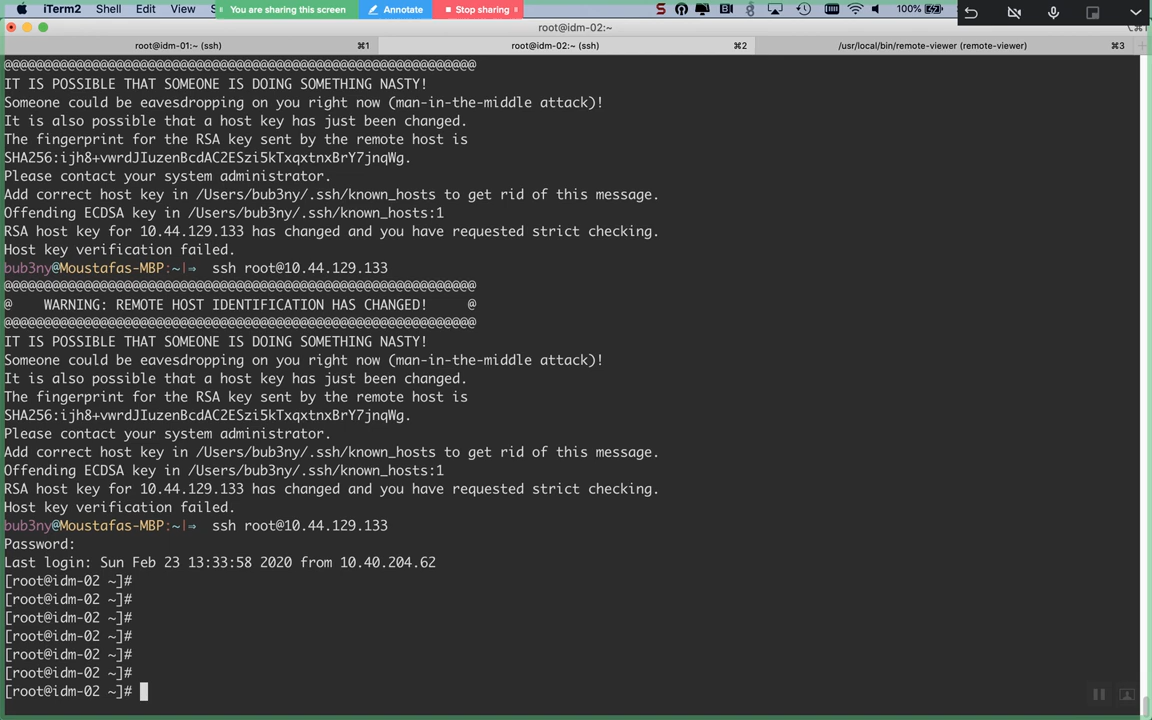 iTerm2 Shell Edit View S You are sharing this screen Annotate Stop sharing 100%
root@idm-01:~ (ssh) ⌘1 root@idm-02:~ (ssh) ⌘2 /usr/local/bin/remote-viewer (remote-viewer) ⌘3
root@idm-02:~ ⌥⌘1
@@@@@@@@@@@@@@@@@@@@@@@@@@@@@@@@@@@@@@@@@@@@@@@@@@@@@@@@@@@
IT IS POSSIBLE THAT SOMEONE IS DOING SOMETHING NASTY!
Someone could be eavesdropping on you right now (man-in-the-middle attack)!
It is also possible that a host key has just been changed.
The fingerprint for the RSA key sent by the remote host is
SHA256:ijh8+vwrdJIuzenBcdAC2ESzi5kTxqxtnxBrY7jnqWg.
Please contact your system administrator.
Add correct host key in /Users/bub3ny/.ssh/known_hosts to get rid of this message.
Offending ECDSA key in /Users/bub3ny/.ssh/known_hosts:1
RSA host key for 10.44.129.133 has changed and you have requested strict checking.
Host key verification failed.
bub3ny@Moustafas-MBP:~|⇒ ssh root@10.44.129.133
@@@@@@@@@@@@@@@@@@@@@@@@@@@@@@@@@@@@@@@@@@@@@@@@@@@@@@@@@@@
@ WARNING: REMOTE HOST IDENTIFICATION HAS CHANGED! @
@@@@@@@@@@@@@@@@@@@@@@@@@@@@@@@@@@@@@@@@@@@@@@@@@@@@@@@@@@@
IT IS POSSIBLE THAT SOMEONE IS DOING SOMETHING NASTY!
Someone could be eavesdropping on you right now (man-in-the-middle attack)!
It is also possible that a host key has just been changed.
The fingerprint for the RSA key sent by the remote host is
SHA256:ijh8+vwrdJIuzenBcdAC2ESzi5kTxqxtnxBrY7jnqWg.
Please contact your system administrator.
Add correct host key in /Users/bub3ny/.ssh/known_hosts to get rid of this message.
Offending ECDSA key in /Users/bub3ny/.ssh/known_hosts:1
RSA host key for 10.44.129.133 has changed and you have requested strict checking.
Host key verification failed.
bub3ny@Moustafas-MBP:~|⇒ ssh root@10.44.129.133
Password:
Last login: Sun Feb 23 13:33:58 2020 from 10.40.204.62
[root@idm-02 ~]#
[root@idm-02 ~]#
[root@idm-02 ~]#
[root@idm-02 ~]#
[root@idm-02 ~]#
[root@idm-02 ~]#
[root@idm-02 ~]#